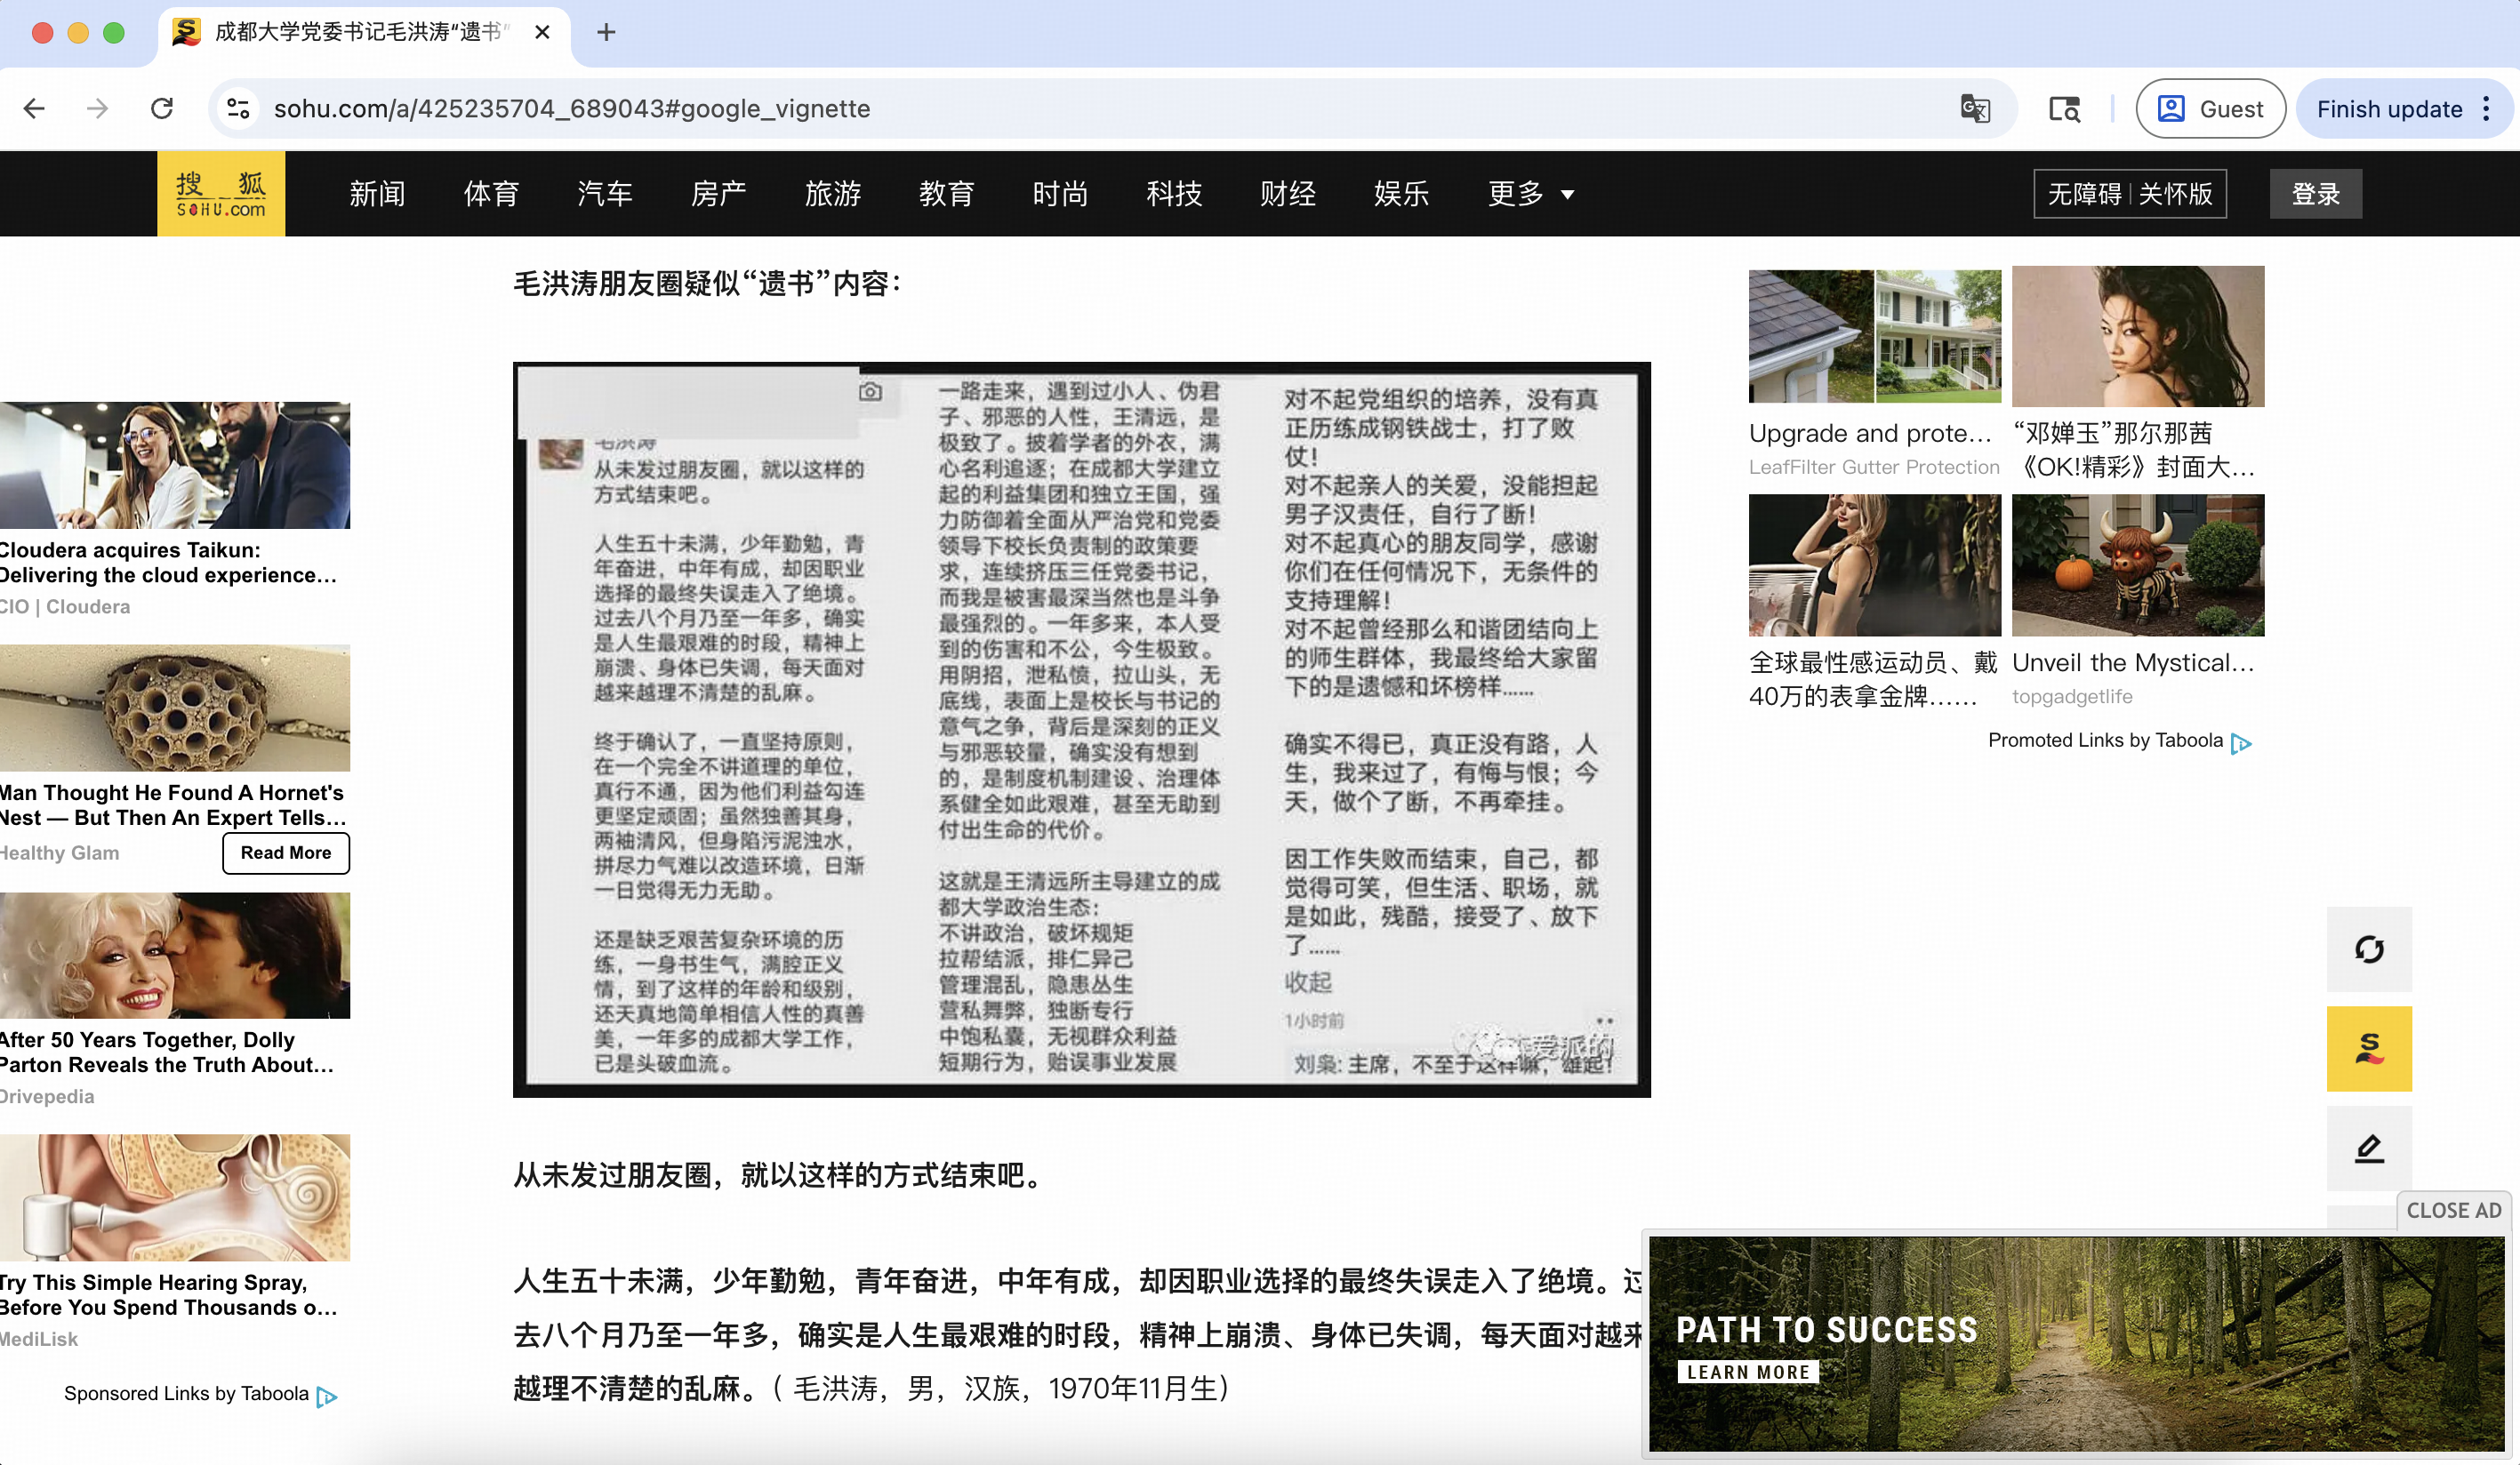 成都大学党委书记毛洪涛“遗书”
sohu.com/a/425235704_689043#google_vignette
Guest
Finish update
搜狐
SOHU.com
新闻
体育
汽车
房产
旅游
教育
时尚
科技
财经
娱乐
更多
无障碍|关怀版
登录
Cloudera acquires Taikun:
Delivering the cloud experience...
CIO | Cloudera
Man Thought He Found A Hornet's
Nest — But Then An Expert Tells...
Healthy Glam
Read More
After 50 Years Together, Dolly
Parton Reveals the Truth About...
Drivepedia
Try This Simple Hearing Spray,
Before You Spend Thousands o...
MediLisk
Sponsored Links by Taboola
毛洪涛朋友圈疑似“遗书”内容：
毛洪涛
从未发过朋友圈，就以这样的
方式结束吧。
人生五十未满，少年勤勉，青
年奋进，中年有成，却因职业
选择的最终失误走入了绝境。
过去八个月乃至一年多，确实
是人生最艰难的时段，精神上
崩溃、身体已失调，每天面对
越来越理不清楚的乱麻。
终于确认了，一直坚持原则，
在一个完全不讲道理的单位，
真行不通，因为他们利益勾连
更坚定顽固；虽然独善其身，
两袖清风，但身陷污泥浊水，
拼尽力气难以改造环境，日渐
一日觉得无力无助。
还是缺乏艰苦复杂环境的历
练，一身书生气，满腔正义
情，到了这样的年龄和级别，
还天真地简单相信人性的真善
美，一年多的成都大学工作，
已是头破血流。
一路走来，遇到过小人、伪君
子、邪恶的人性，王清远，是
极致了。披着学者的外衣，满
心名利追逐；在成都大学建立
起的利益集团和独立王国，强
力防御着全面从严治党和党委
领导下校长负责制的政策要
求，连续挤压三任党委书记，
而我是被害最深当然也是斗争
最强烈的。一年多来，本人受
到的伤害和不公，今生极致。
用阴招，泄私愤，拉山头，无
底线，表面上是校长与书记的
意气之争，背后是深刻的正义
与邪恶较量，确实没有想到
的，是制度机制建设、治理体
系健全如此艰难，甚至无助到
付出生命的代价。
这就是王清远所主导建立的成
都大学政治生态：
不讲政治，破坏规矩
拉帮结派，排仁异己
管理混乱，隐患丛生
营私舞弊，独断专行
中饱私囊，无视群众利益
短期行为，贻误事业发展
对不起党组织的培养，没有真
正历练成钢铁战士，打了败
仗！
对不起亲人的关爱，没能担起
男子汉责任，自行了断！
对不起真心的朋友同学，感谢
你们在任何情况下，无条件的
支持理解！
对不起曾经那么和谐团结向上
的师生群体，我最终给大家留
下的是遗憾和坏榜样……
确实不得已，真正没有路，人
生，我来过了，有悔与恨；今
天，做个了断，不再牵挂。
因工作失败而结束，自己，都
觉得可笑，但生活、职场，就
是如此，残酷，接受了、放下
了……
收起
1小时前
爱派的
刘枭: 主席，不至于这样嘛，雄起！
从未发过朋友圈，就以这样的方式结束吧。
人生五十未满，少年勤勉，青年奋进，中年有成，却因职业选择的最终失误走入了绝境。过
去八个月乃至一年多，确实是人生最艰难的时段，精神上崩溃、身体已失调，每天面对越来
越理不清楚的乱麻。（ 毛洪涛，男，汉族，1970年11月生）
Upgrade and prote...
LeafFilter Gutter Protection
“邓婵玉”那尔那茜
《OK!精彩》封面大...
全球最性感运动员、戴
40万的表拿金牌……
Unveil the Mystical...
topgadgetlife
Promoted Links by Taboola
CLOSE AD
PATH TO SUCCESS
LEARN MORE